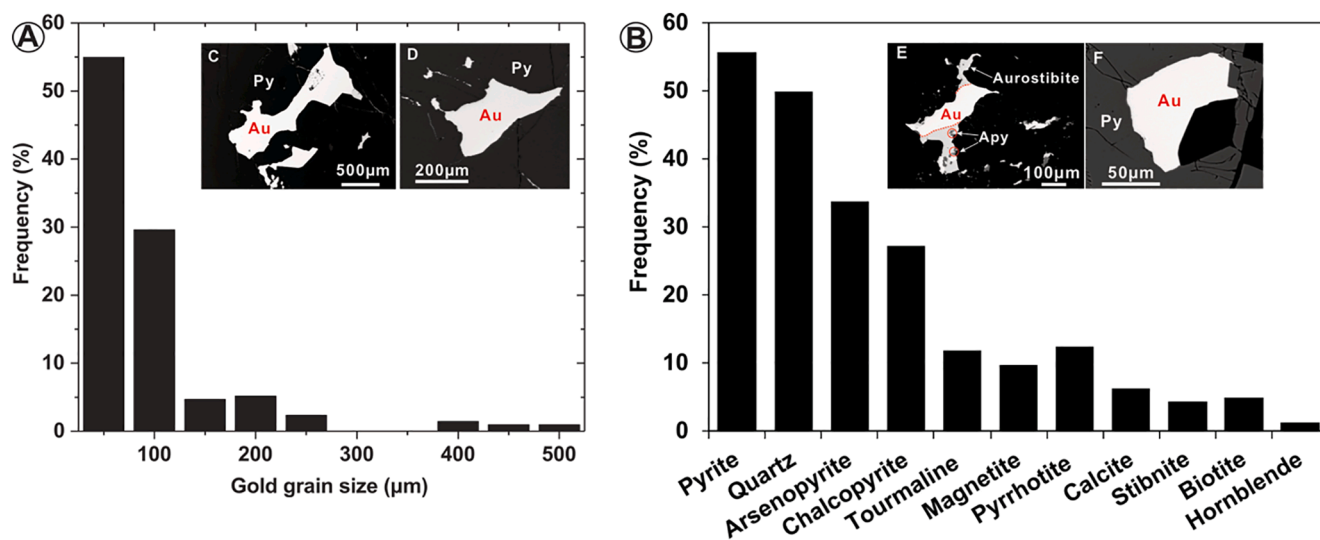 A
60
50
40
30
20
10
0
Frequency (%)
100
200
300
400
500
Gold grain size (µm)
C
Py
Au
500µm
D
Py
Au
200µm
B
60
50
40
30
20
10
0
Frequency (%)
E
Aurostibite
Au
Apy
100µm
F
Au
Py
50µm
Pyrite
Quartz
Arsenopyrite
Chalcopyrite
Tourmaline
Magnetite
Pyrrhotite
Calcite
Stibnite
Biotite
Hornblende